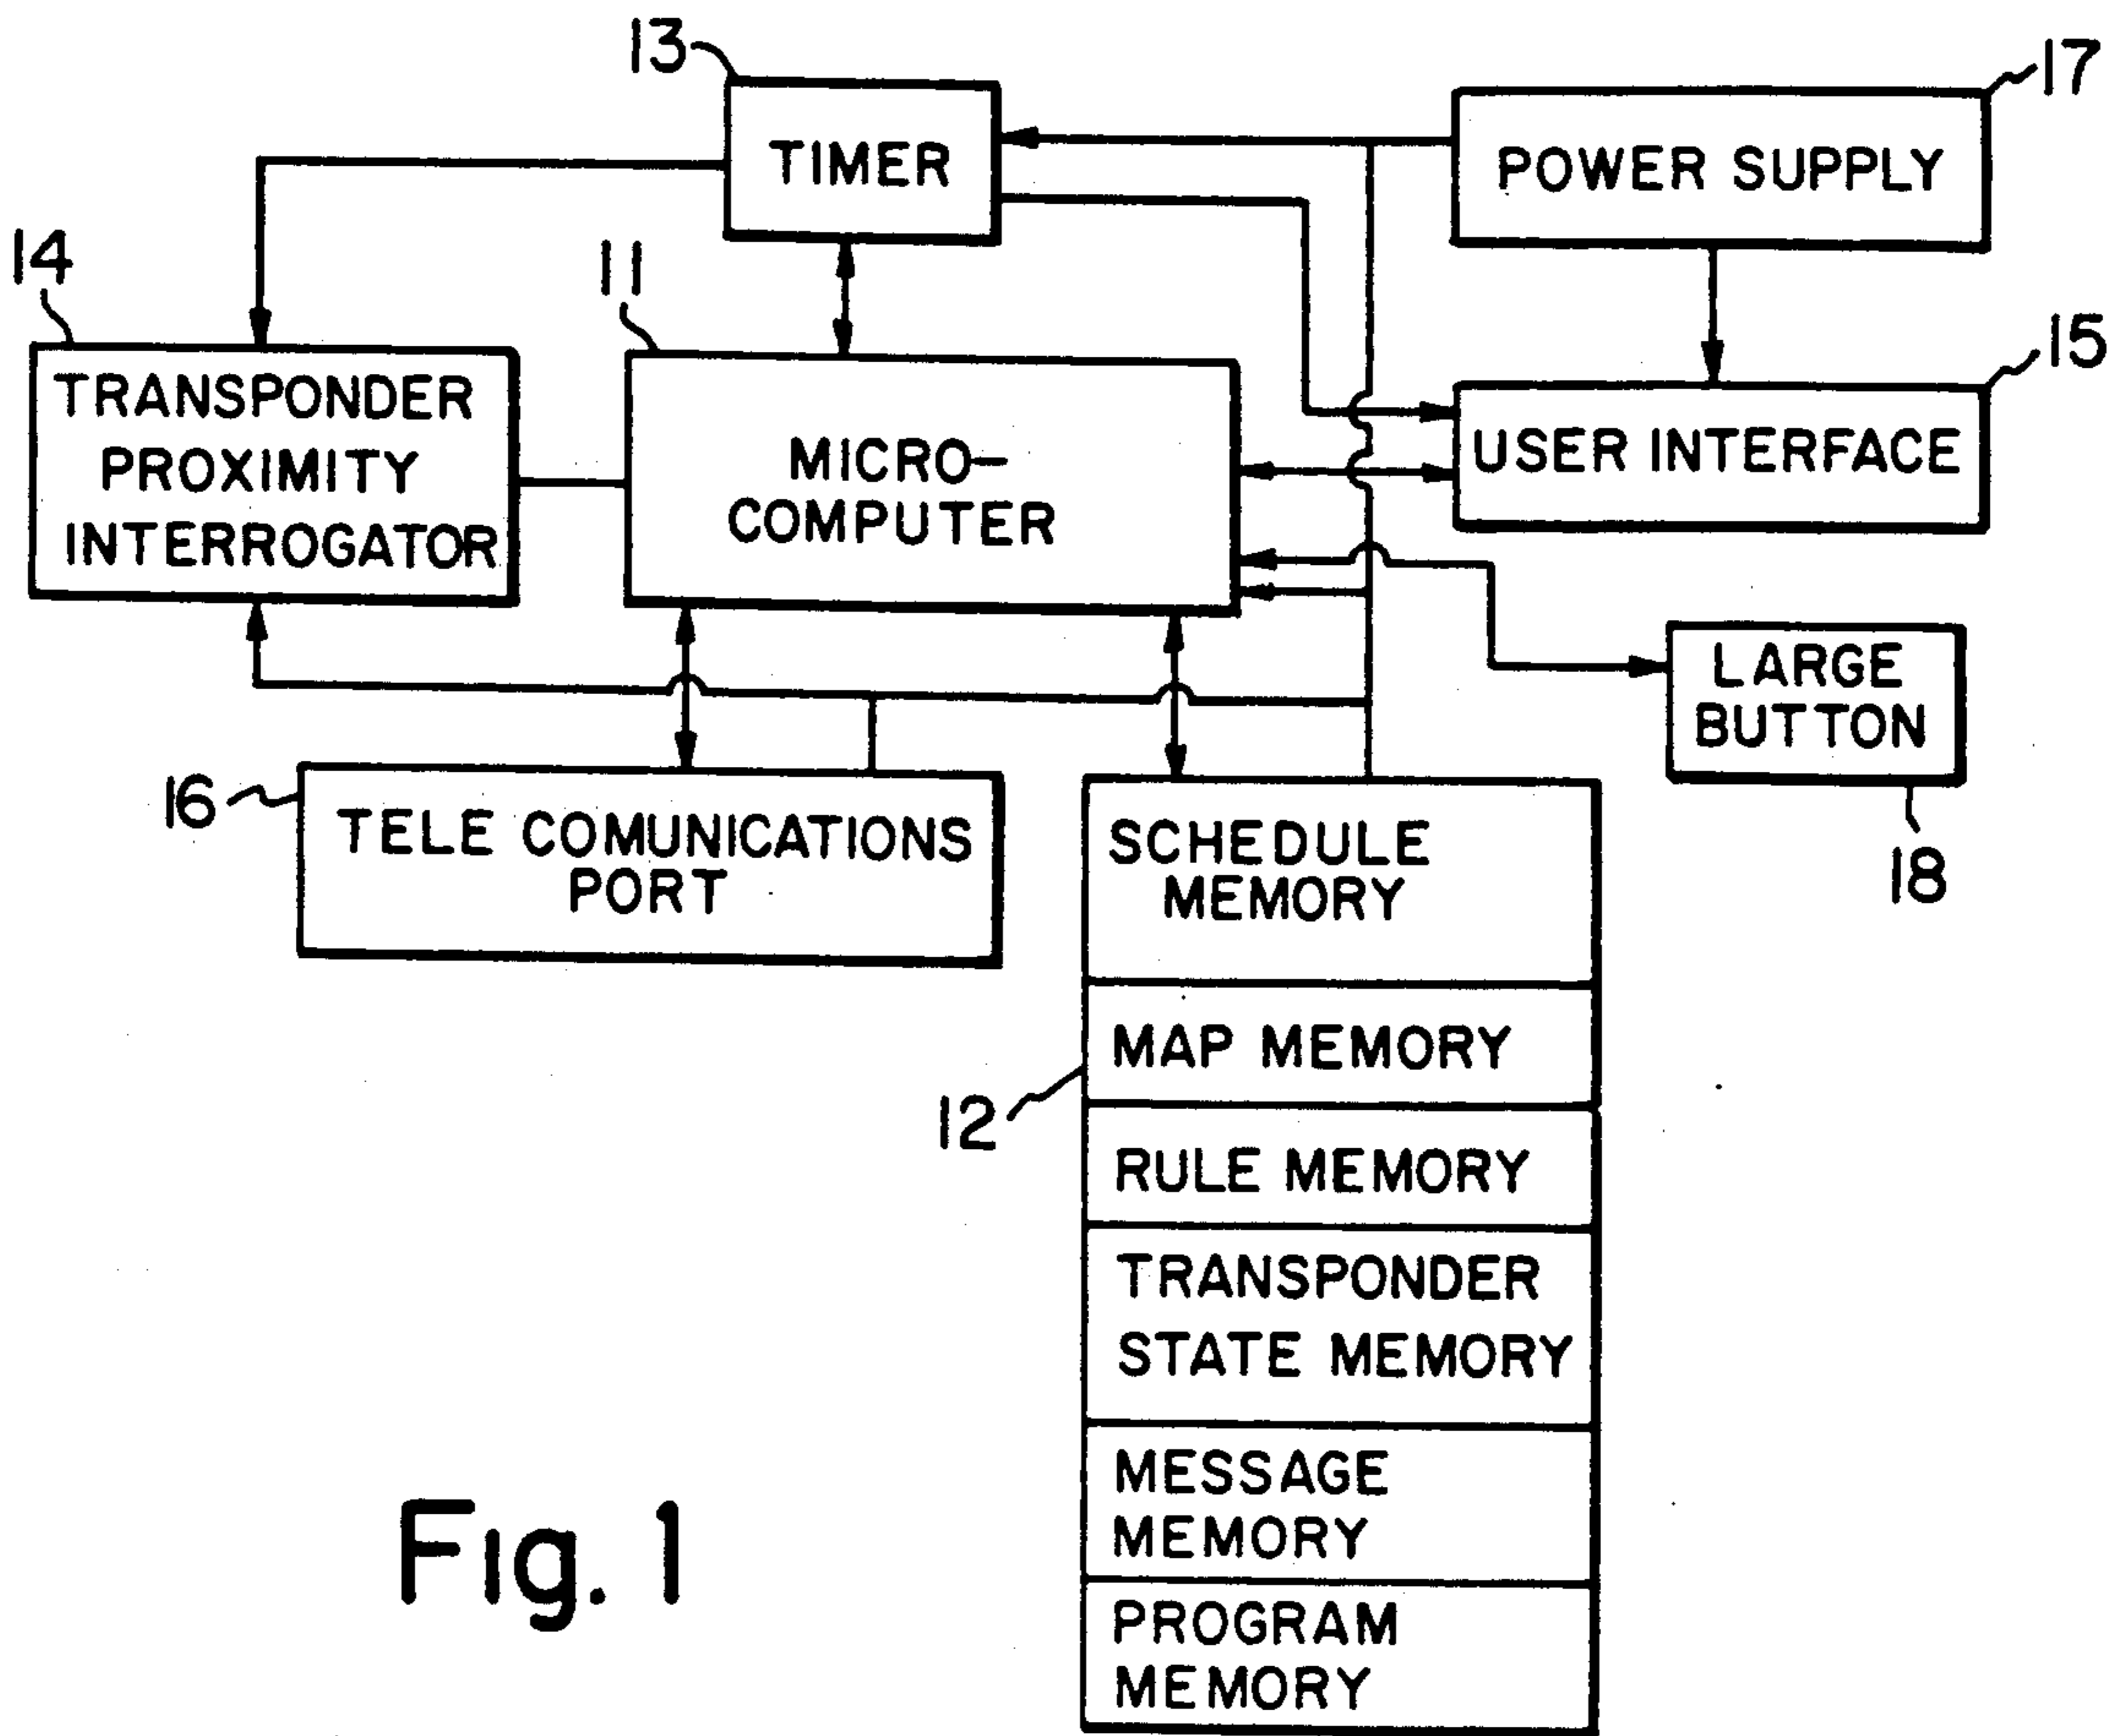 13
17
TIMER
POWER SUPPLY
14
11
15
TRANSPONDER
PROXIMITY
INTERROGATOR
MICRO-
COMPUTER
USER INTERFACE
LARGE
BUTTON
16
TELE COMUNICATIONS
PORT
18
SCHEDULE
MEMORY
MAP MEMORY
12
RULE MEMORY
TRANSPONDER
STATE MEMORY
MESSAGE
MEMORY
PROGRAM
MEMORY
Fig. 1